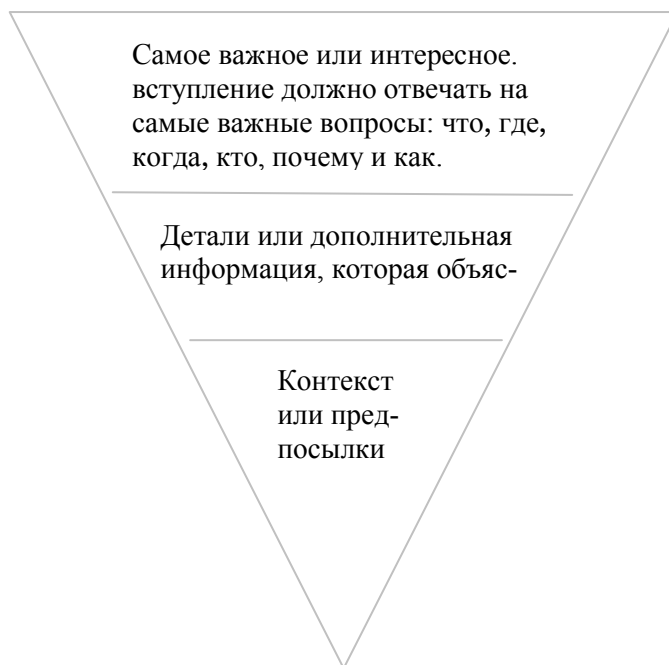 Самое важное или интересное.
вступление должно отвечать на
самые важные вопросы: что, где,
когда, кто, почему и как.
Детали или дополнительная
информация, которая объяс-
Контекст
или пред-
посылки